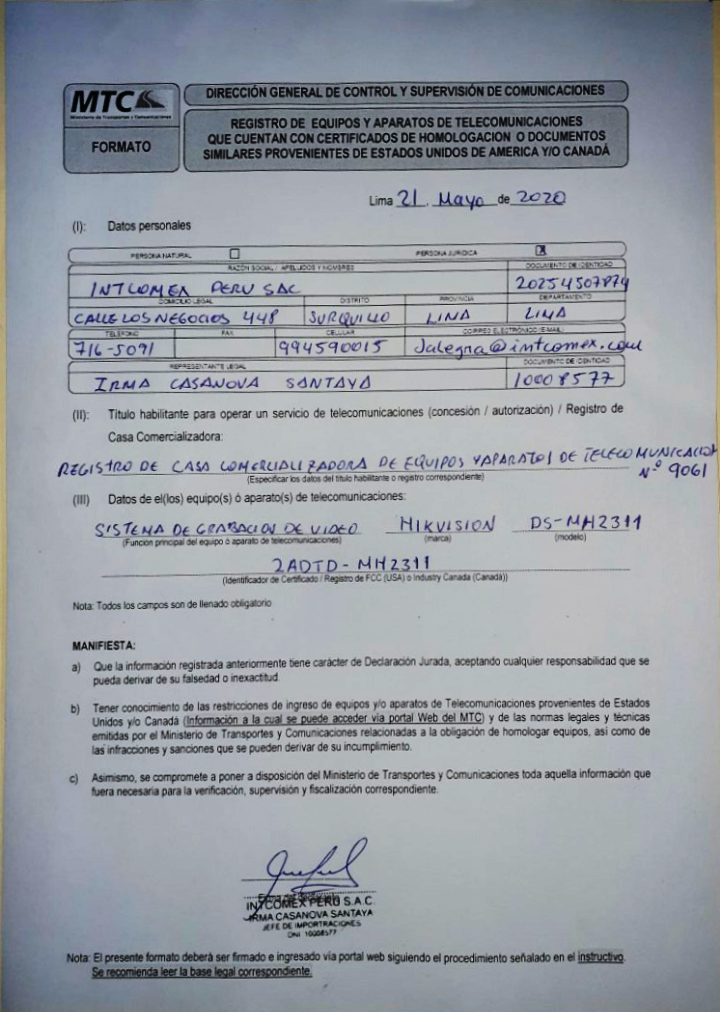 MTC
Ministerio de Transportes y Comunicaciones
FORMATO
DIRECCIÓN GENERAL DE CONTROL Y SUPERVISIÓN DE COMUNICACIONES
REGISTRO DE EQUIPOS Y APARATOS DE TELECOMUNICACIONES
QUE CUENTAN CON CERTIFICADOS DE HOMOLOGACION O DOCUMENTOS
SIMILARES PROVENIENTES DE ESTADOS UNIDOS DE AMERICA Y/O CANADÁ
Lima 21. Mayo de 2020
(I): Datos personales
PERSONA NATURAL PERSONA JURIDICA X
RAZÓN SOCIAL / APELLIDOS Y NOMBRES DOCUMENTO DE IDENTIDAD
INTCOMEX PERU SAC 20254507874
DOMICILIO LEGAL DISTRITO PROVINCIA DEPARTAMENTO
CALLE LOS NEGOCIOS 448 SURQUILLO LIMA LIMA
TELEFONO FAX CELULAR CORREO ELECTRÓNICO (E-MAIL)
716-5091 994590015 Jalegna@intcomex.com
REPRESENTANTE LEGAL DOCUMENTO DE IDENTIDAD
IRMA CASANOVA SANTAYA 10008577
(II): Título habilitante para operar un servicio de telecomunicaciones (concesión / autorización) / Registro de
Casa Comercializadora:
REGISTRO DE CASA COMERCIALIZADORA DE EQUIPOS Y APARATOS DE TELECOMUNICACION
Nº 9061
(Especificar los datos del título habilitante o registro correspondiente)
(III) Datos de el(los) equipo(s) ó aparato(s) de telecomunicaciones:
SISTEMA DE GRABACION DE VIDEO HIKVISION DS-MH2311
(Función principal del equipo ó aparato de telecomunicaciones) (marca) (modelo)
2ADTD-MH2311
(Identificador de Certificado / Registro de FCC (USA) o Industry Canada (Canadá))
Nota: Todos los campos son de llenado obligatorio
MANIFIESTA:
a) Que la información registrada anteriormente tiene carácter de Declaración Jurada, aceptando cualquier responsabilidad que se
pueda derivar de su falsedad o inexactitud.
b) Tener conocimiento de las restricciones de ingreso de equipos y/o aparatos de Telecomunicaciones provenientes de Estados
Unidos y/o Canadá (Información a la cual se puede acceder vía portal Web del MTC) y de las normas legales y técnicas
emitidas por el Ministerio de Transportes y Comunicaciones relacionadas a la obligación de homologar equipos, así como de
las infracciones y sanciones que se pueden derivar de su incumplimiento.
c) Asimismo, se compromete a poner a disposición del Ministerio de Transportes y Comunicaciones toda aquella información que
fuera necesaria para la verificación, supervisión y fiscalización correspondiente.
INTCOMEX PERU S.A.C.
IRMA CASANOVA SANTAYA
JEFE DE IMPORTRACIONES
DNI 10008577
Nota: El presente formato deberá ser firmado e ingresado vía portal web siguiendo el procedimiento señalado en el instructivo.
Se recomienda leer la base legal correspondiente.